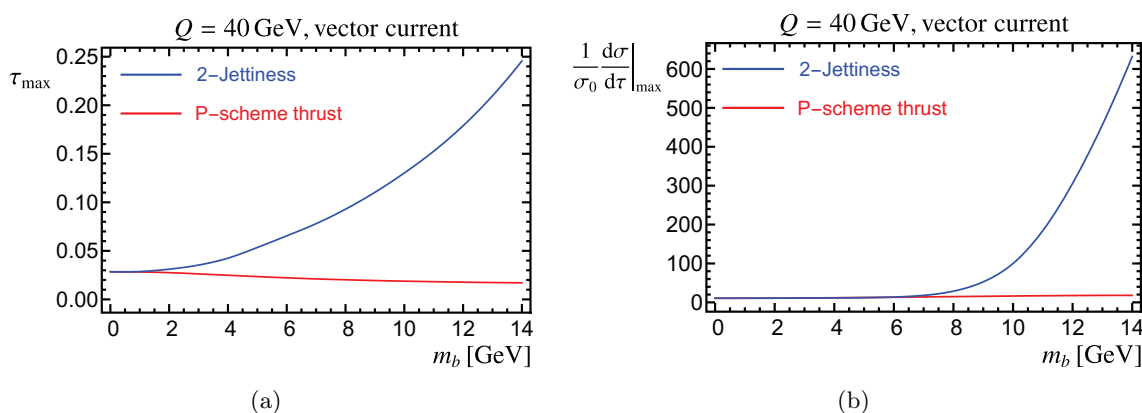 Q = 40 GeV, vector current
τmax
2-Jettiness
P-scheme thrust
0.25
0.20
0.15
0.10
0.05
0.00
0 2 4 6 8 10 12 14
m_b [GeV]
(a)
Q = 40 GeV, vector current
1/σ₀ dσ/dτ|max
2-Jettiness
P-scheme thrust
600
500
400
300
200
100
0
0 2 4 6 8 10 12 14
m_b [GeV]
(b)